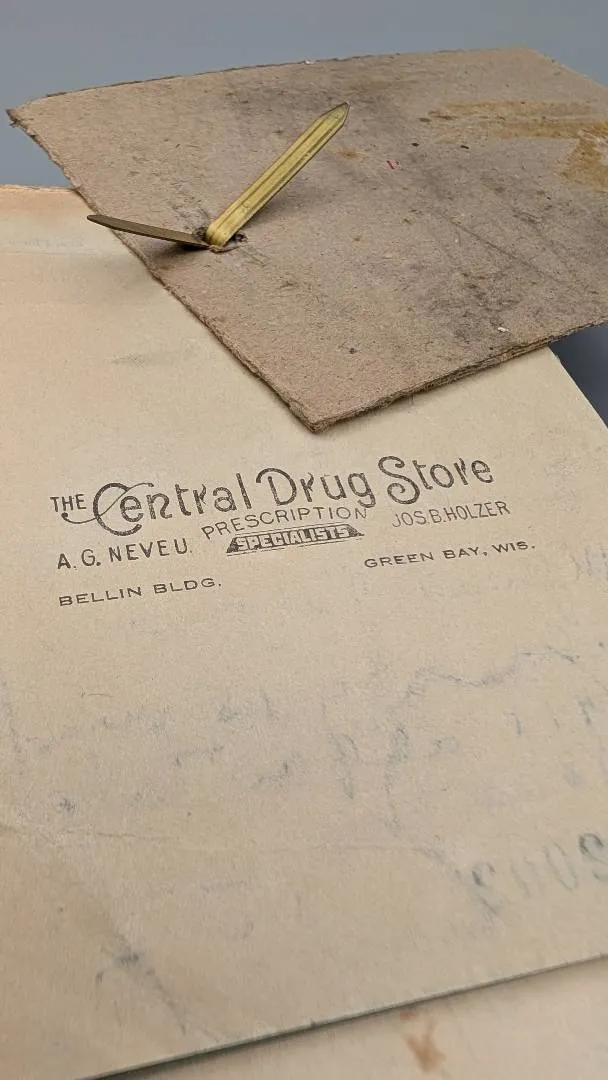 THE Central Drug Store
PRESCRIPTION
SPECIALISTS
A.G. NEVEU. JOS.B.HOLZER
BELLIN BLDG. GREEN BAY, WIS.